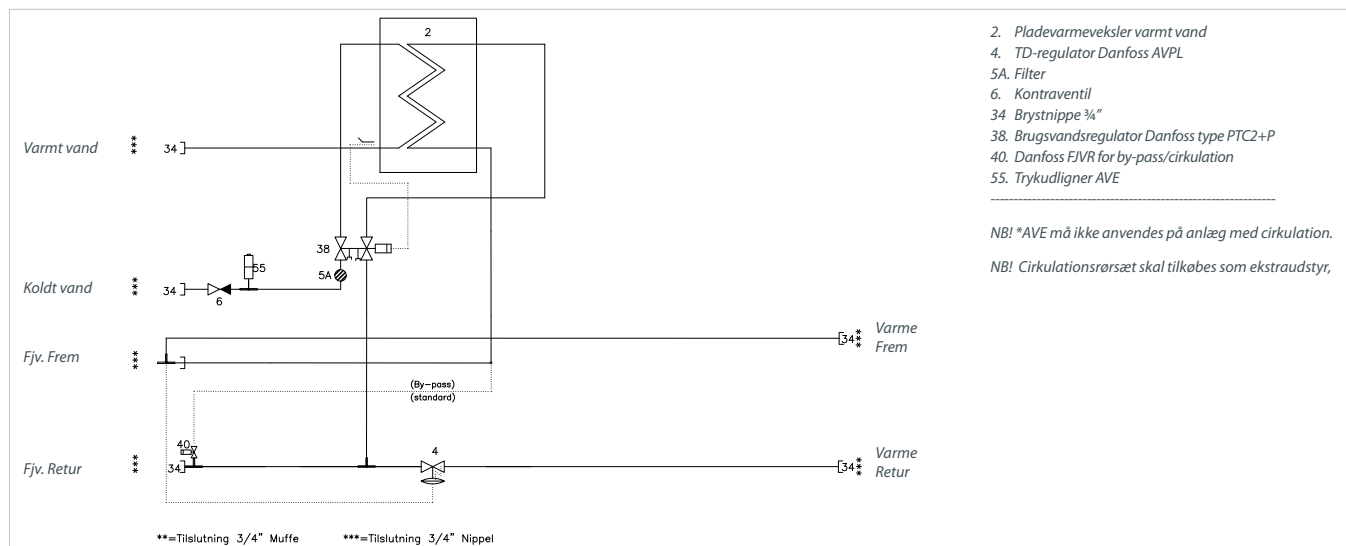 2
2. Pladevarmeveksler varmt vand
4. TD-regulator Danfoss AVPL
5A. Filter
6. Kontraventil
34 Brystnippe ¾"
38. Brugsvandsregulator Danfoss type PTC2+P
40. Danfoss FJVR for by-pass/cirkulation
55. Trykudligner AVE
------------------------------------------------------------
NB! *AVE må ikke anvendes på anlæg med cirkulation.
NB! Cirkulationsrørsæt skal tilkøbes som ekstraudstyr,
Varmt vand *** 34
38
55
5A
Koldt vand *** 34
6
34 *** Varme
Frem
Fjv. Frem ***
(By-pass)
(standard)
40
4
Fjv. Retur *** 34
34 *** Varme
Retur
**=Tilslutning 3/4" Muffe ***=Tilslutning 3/4" Nippel